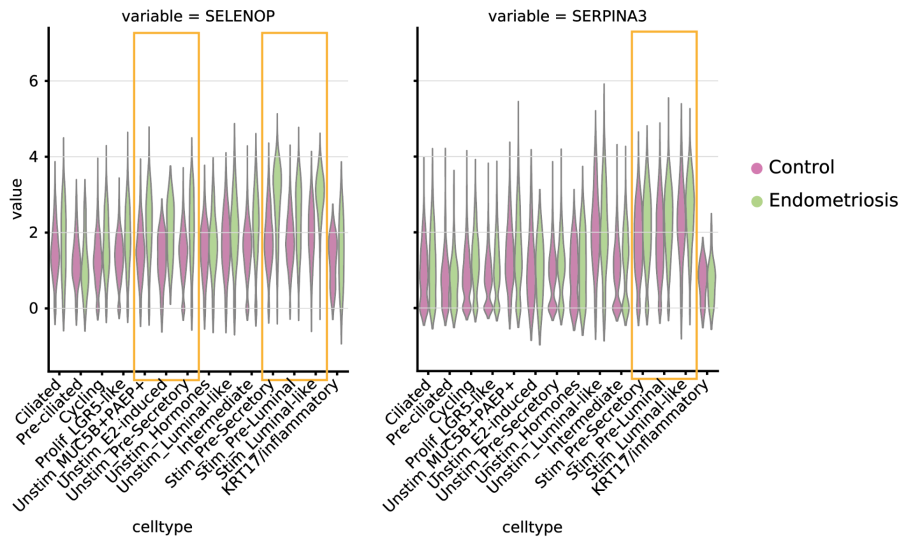 variable = SELENOP
variable = SERPINA3
value
6
4
2
0
Ciliated
Pre-ciliated
Cycling
Prolif_LGR5-like
Unstim_MUC5B+PAEP+
Unstim_E2-induced
Unstim_Pre-Secretory
Unstim_Hormones
Unstim_Luminal-like
Intermediate
Stim_Pre-Secretory
Stim_Pre-Luminal
Stim_Luminal-like
KRT17/inflammatory
celltype
Ciliated
Pre-ciliated
Cycling
Prolif_LGR5-like
Unstim_MUC5B+PAEP+
Unstim_E2-induced
Unstim_Pre-Secretory
Unstim_Hormones
Unstim_Luminal-like
Intermediate
Stim_Pre-Secretory
Stim_Pre-Luminal
Stim_Luminal-like
KRT17/inflammatory
celltype
Control
Endometriosis